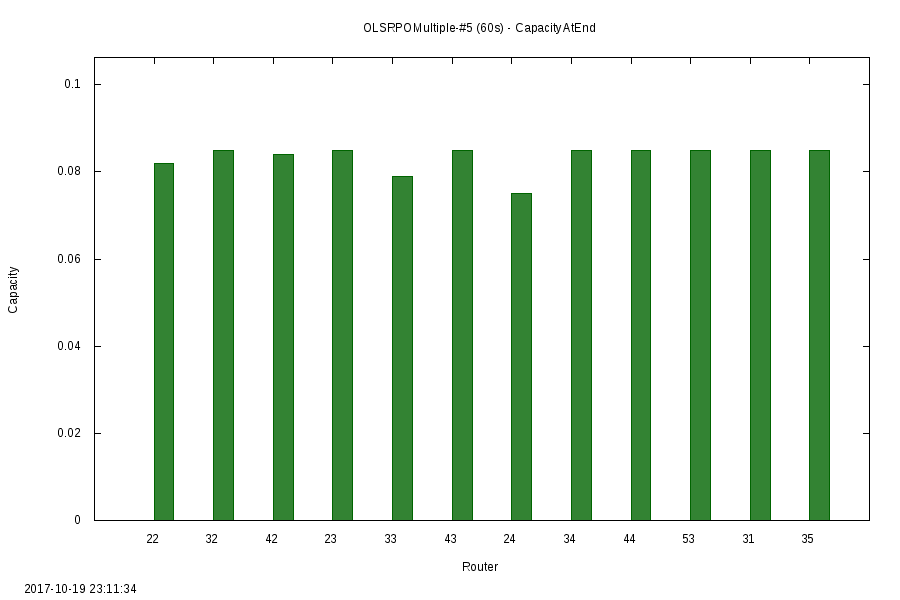 OLSRPOMultiple-#5 (60s) - CapacityAtEnd
0.1
0.08
0.06
0.04
0.02
0
Capacity
22 32 42 23 33 43 24 34 44 53 31 35
Router
2017-10-19 23:11:34